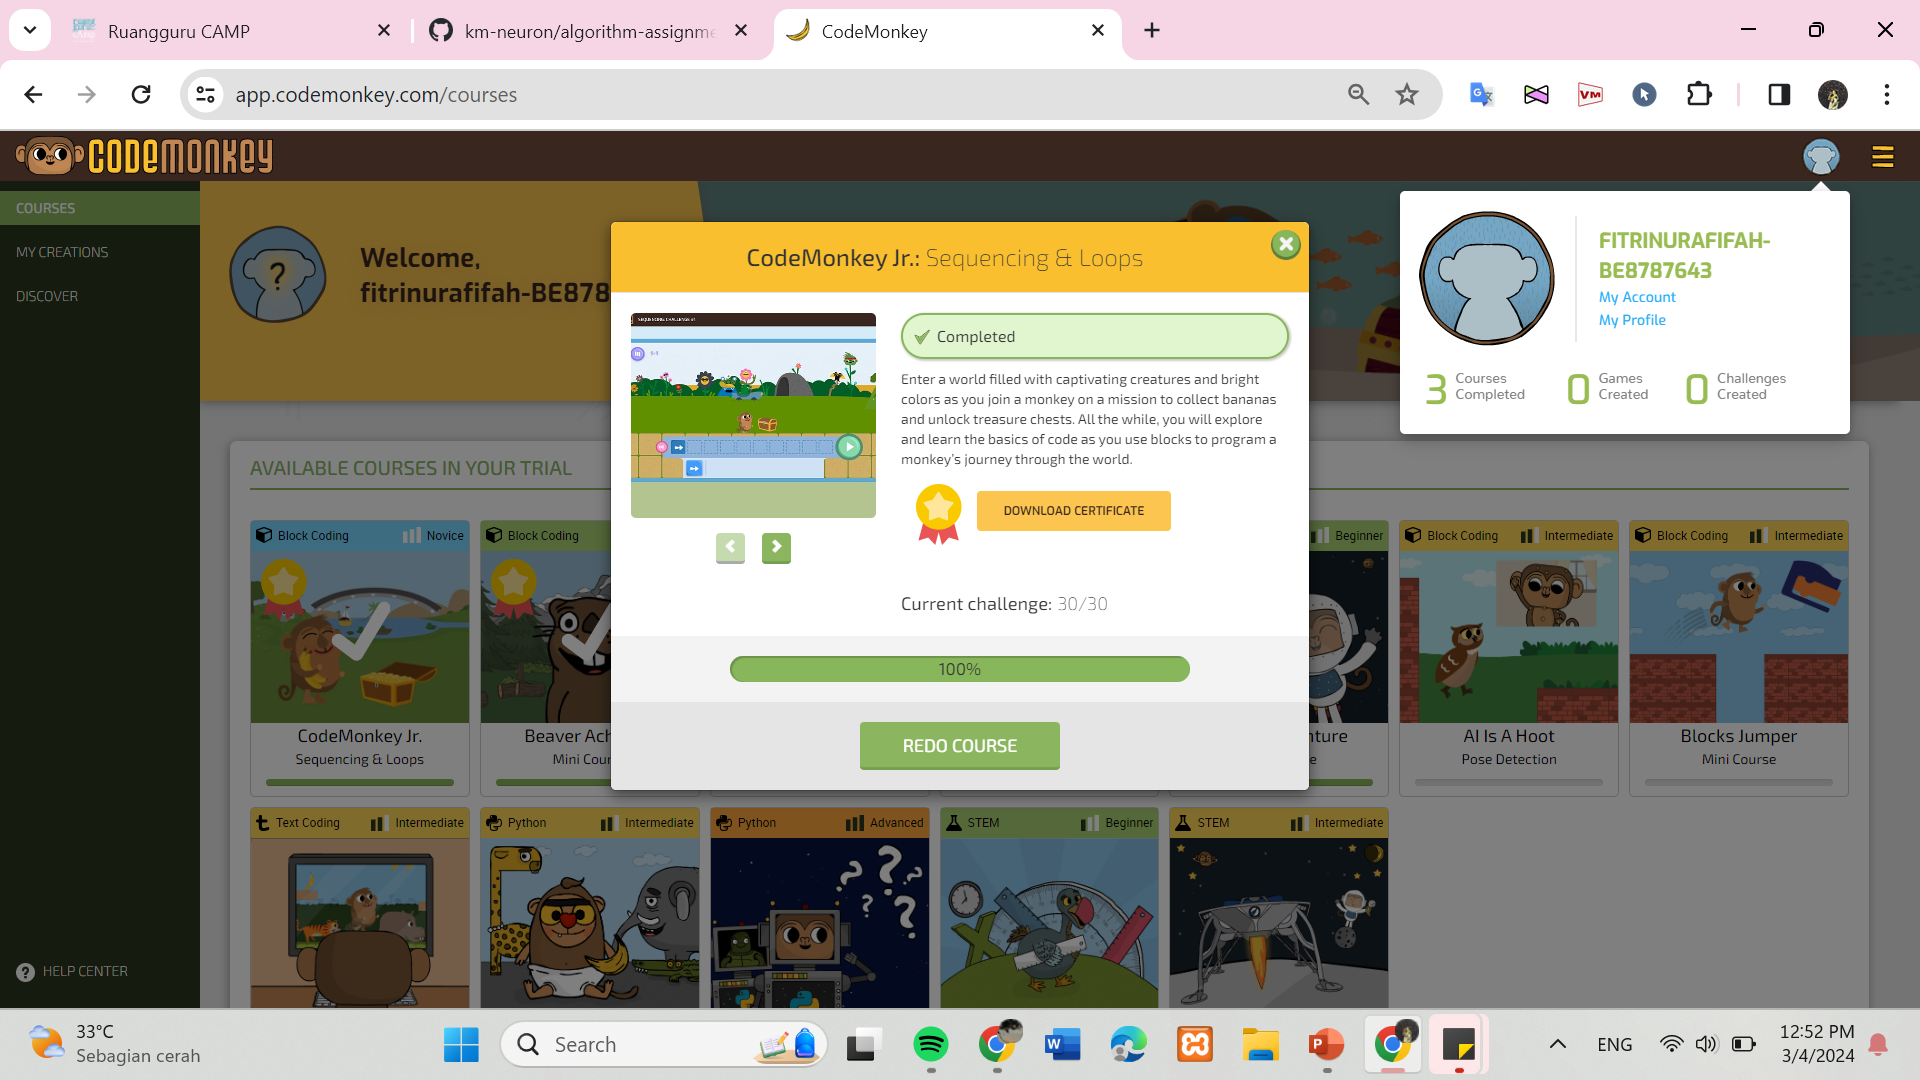 Ruangguru CAMP
km-neuron/algorithm-assignme
CodeMonkey
app.codemonkey.com/courses
CODEMONKEY
COURSES
MY CREATIONS
DISCOVER
HELP CENTER
Welcome,
fitrinurafifah-BE878
FITRINURAFIFAH-
BE8787643
My Account
My Profile
3 Courses Completed
0 Games Created
0 Challenges Created
CodeMonkey Jr.: Sequencing & Loops
SEQUENCING CHALLENGE #1
Completed
Enter a world filled with captivating creatures and bright
colors as you join a monkey on a mission to collect bananas
and unlock treasure chests. All the while, you will explore
and learn the basics of code as you use blocks to program a
monkey's journey through the world.
DOWNLOAD CERTIFICATE
Current challenge: 30/30
100%
REDO COURSE
AVAILABLE COURSES IN YOUR TRIAL
Block Coding Novice
Block Coding
Beginner
Block Coding Intermediate
Block Coding Intermediate
CodeMonkey Jr.
Sequencing & Loops
Beaver Ach
Mini Cour
nture
e
AI Is A Hoot
Pose Detection
Blocks Jumper
Mini Course
Text Coding Intermediate
Python Intermediate
Python Advanced
STEM Beginner
STEM Intermediate
33°C
Sebagian cerah
Search
ENG
12:52 PM
3/4/2024